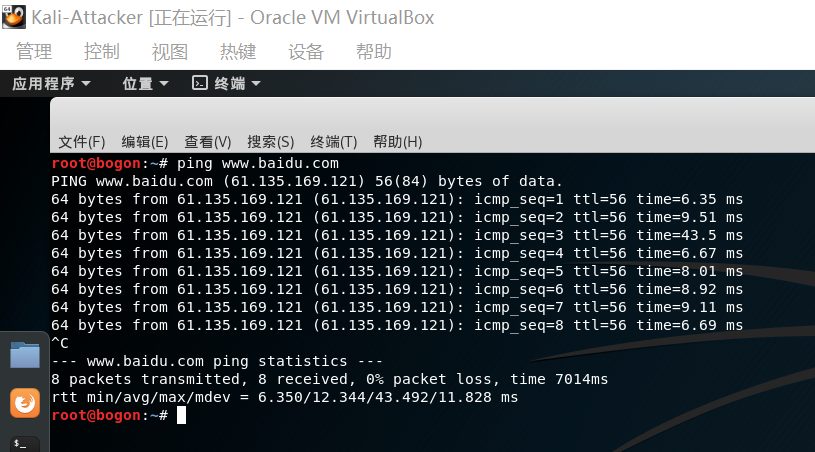 Kali-Attacker [正在运行] - Oracle VM VirtualBox
管理 控制 视图 热键 设备 帮助
应用程序 位置 终端
文件(F) 编辑(E) 查看(V) 搜索(S) 终端(T) 帮助(H)
root@bogon:~# ping www.baidu.com
PING www.baidu.com (61.135.169.121) 56(84) bytes of data.
64 bytes from 61.135.169.121 (61.135.169.121): icmp_seq=1 ttl=56 time=6.35 ms
64 bytes from 61.135.169.121 (61.135.169.121): icmp_seq=2 ttl=56 time=9.51 ms
64 bytes from 61.135.169.121 (61.135.169.121): icmp_seq=3 ttl=56 time=43.5 ms
64 bytes from 61.135.169.121 (61.135.169.121): icmp_seq=4 ttl=56 time=6.67 ms
64 bytes from 61.135.169.121 (61.135.169.121): icmp_seq=5 ttl=56 time=8.01 ms
64 bytes from 61.135.169.121 (61.135.169.121): icmp_seq=6 ttl=56 time=8.92 ms
64 bytes from 61.135.169.121 (61.135.169.121): icmp_seq=7 ttl=56 time=9.11 ms
64 bytes from 61.135.169.121 (61.135.169.121): icmp_seq=8 ttl=56 time=6.69 ms
^C
--- www.baidu.com ping statistics ---
8 packets transmitted, 8 received, 0% packet loss, time 7014ms
rtt min/avg/max/mdev = 6.350/12.344/43.492/11.828 ms
root@bogon:~#
$_